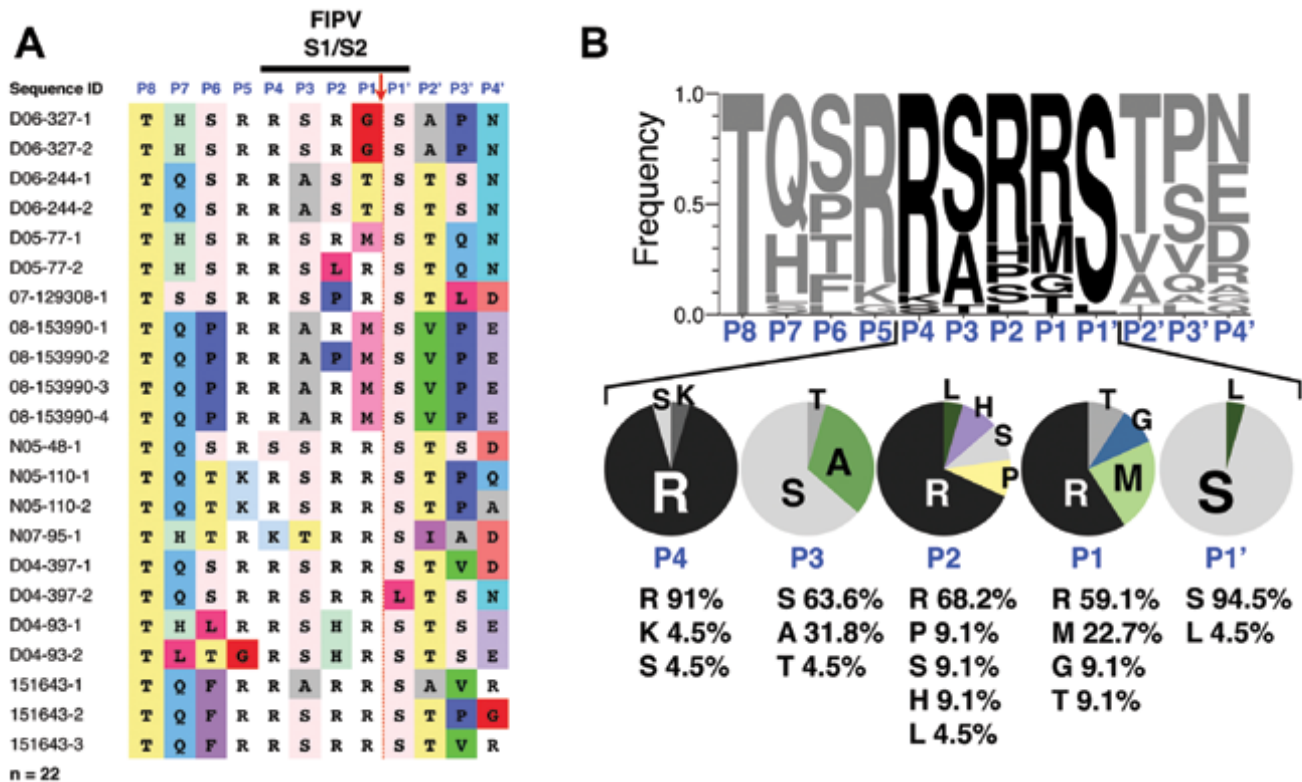 A
FIPV
S1/S2
Sequence ID P8 P7 P6 P5 P4 P3 P2 P1 P1' P2' P3' P4'
D06-327-1 T H S R R S R G S A P N
D06-327-2 T H S R R S R G S A P N
D06-244-1 T Q S R R A S T S T S N
D06-244-2 T Q S R R A S T S T S N
D05-77-1 T H S R R S R M S T Q N
D05-77-2 T H S R R S L R S T Q N
07-129308-1 T S S R R S P R S T L D
08-153990-1 T Q P R R A R M S V P E
08-153990-2 T Q P R R A P M S V P E
08-153990-3 T Q P R R A R M S V P E
08-153990-4 T Q P R R A R M S V P E
N05-48-1 T Q S R S S R R S T S D
N05-110-1 T Q T K R S R R S T P Q
N05-110-2 T Q T K R S R R S T P A
N07-95-1 T H T R K T R R S I A D
D04-397-1 T Q S R R S R R S T V D
D04-397-2 T Q S R R S R R L T S N
D04-93-1 T H L R R S H R S T S E
D04-93-2 T L T G R S H R S T S E
151643-1 T Q F R R A R R S A V R
151643-2 T Q F R R S R R S T P G
151643-3 T Q F R R S R R S T V R
n = 22
B
Frequency
1.0
0.5
0.0
T Q S R R S R R S T P N
H P K K A H M L V S E
T S T P G A V D
F S T R
P8 P7 P6 P5 P4 P3 P2 P1 P1' P2' P3' P4'
S K R
T A S
L H S P R
T G M R
L S
P4 P3 P2 P1 P1'
R 91% S 63.6% R 68.2% R 59.1% S 94.5%
K 4.5% A 31.8% P 9.1% M 22.7% L 4.5%
S 4.5% T 4.5% S 9.1% G 9.1%
H 9.1% T 9.1%
L 4.5%